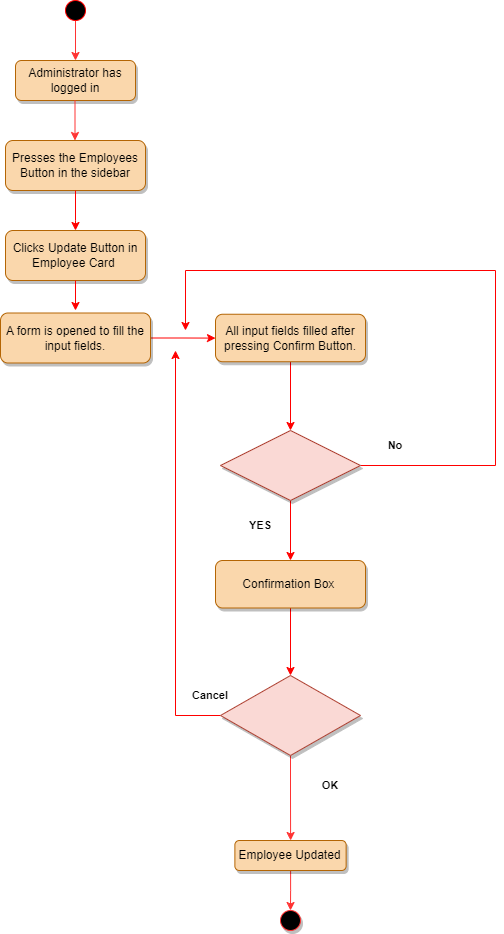 Administrator has
logged in
Presses the Employees
Button in the sidebar
Clicks Update Button in
Employee Card
A form is opened to fill the
input fields.
All input fields filled after
pressing Confirm Button.
No
YES
Confirmation Box
Cancel
OK
Employee Updated